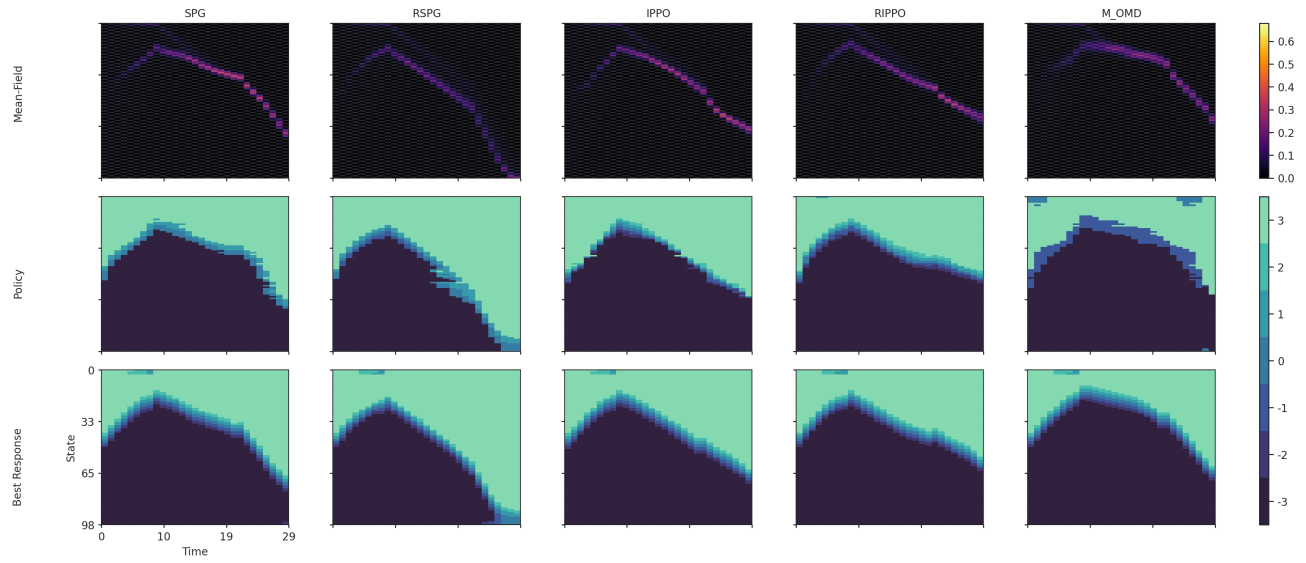 SPG RSPG IPPO RIPPO M_OMD
Mean-Field
0.6
0.5
0.4
0.3
0.2
0.1
0.0
Policy
3
2
1
0
-1
-2
-3
Best Response
State
0
33
65
98
0 10 19 29
Time